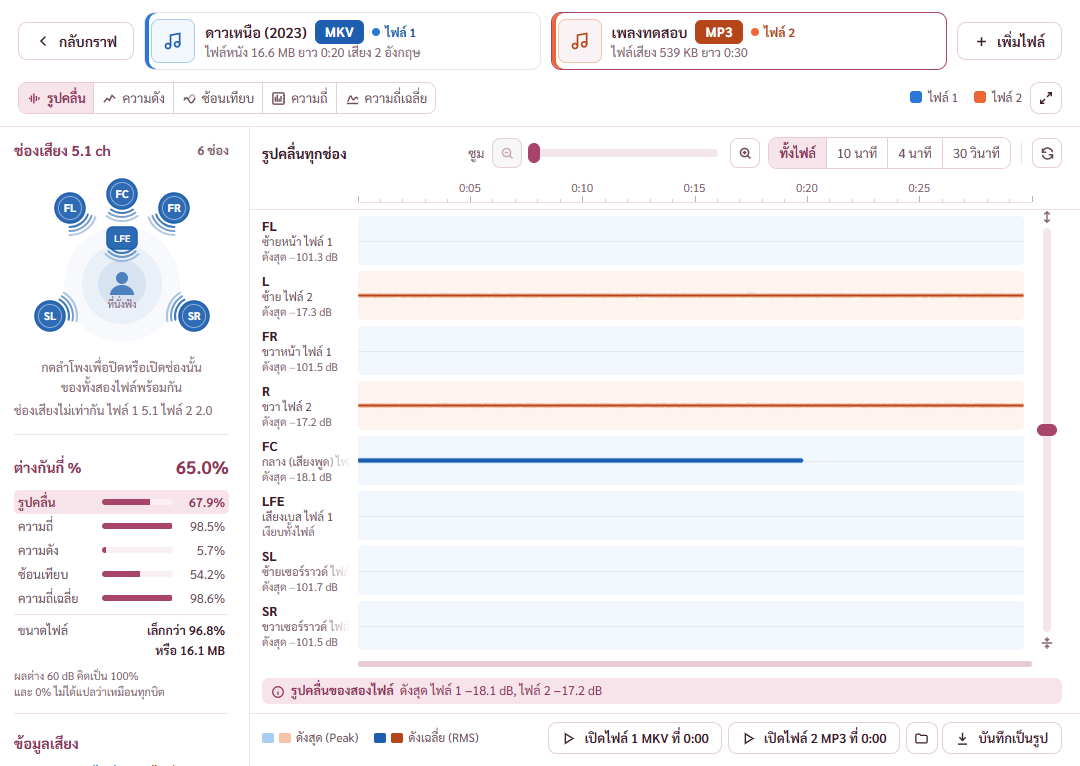 กลับกราฟ
ดาวเหนือ (2023) MKV ไฟล์ 1
ไฟล์หนัง 16.6 MB ยาว 0:20 เสียง 2 อังกฤษ
เพลงทดสอบ MP3 ไฟล์ 2
ไฟล์เสียง 539 KB ยาว 0:30
เพิ่มไฟล์
รูปคลื่น ความดัง ซ้อนเทียบ ความถี่ ความถี่เฉลี่ย
ไฟล์ 1 ไฟล์ 2
ช่องเสียง 5.1 ch 6 ช่อง
FC
FL FR
LFE
ที่นั่งฟัง
SL SR
กดลำโพงเพื่อปิดหรือเปิดช่องนั้น
ของทั้งสองไฟล์พร้อมกัน
ช่องเสียงไม่เท่ากัน ไฟล์ 1 5.1 ไฟล์ 2 2.0
ต่างกันกี่ % 65.0%
รูปคลื่น 67.9%
ความถี่ 98.5%
ความดัง 5.7%
ซ้อนเทียบ 54.2%
ความถี่เฉลี่ย 98.6%
ขนาดไฟล์ เล็กกว่า 96.8%
หรือ 16.1 MB
ผลต่าง 60 dB คิดเป็น 100%
และ 0% ไม่ได้แปลว่าเหมือนทุกบิต
ข้อมูลเสียง
รูปคลื่นทุกช่อง ซูม ทั้งไฟล์ 10 นาที 4 นาที 30 วินาที
0:05 0:10 0:15 0:20 0:25
FL
ซ้ายหน้า ไฟล์ 1
ดังสุด −101.3 dB
L
ซ้าย ไฟล์ 2
ดังสุด −17.3 dB
FR
ขวาหน้า ไฟล์ 1
ดังสุด −101.5 dB
R
ขวา ไฟล์ 2
ดังสุด −17.2 dB
FC
กลาง (เสียงพูด)
ดังสุด −18.1 dB
LFE
เสียงเบส ไฟล์ 1
เงียบทั้งไฟล์
SL
ซ้ายเซอร์ราวด์
ดังสุด −101.7 dB
SR
ขวาเซอร์ราวด์
ดังสุด −101.5 dB
รูปคลื่นของสองไฟล์ ดังสุด ไฟล์ 1 −18.1 dB, ไฟล์ 2 −17.2 dB
ดังสุด (Peak) ดังเฉลี่ย (RMS)
เปิดไฟล์ 1 MKV ที่ 0:00 เปิดไฟล์ 2 MP3 ที่ 0:00 บันทึกเป็นรูป